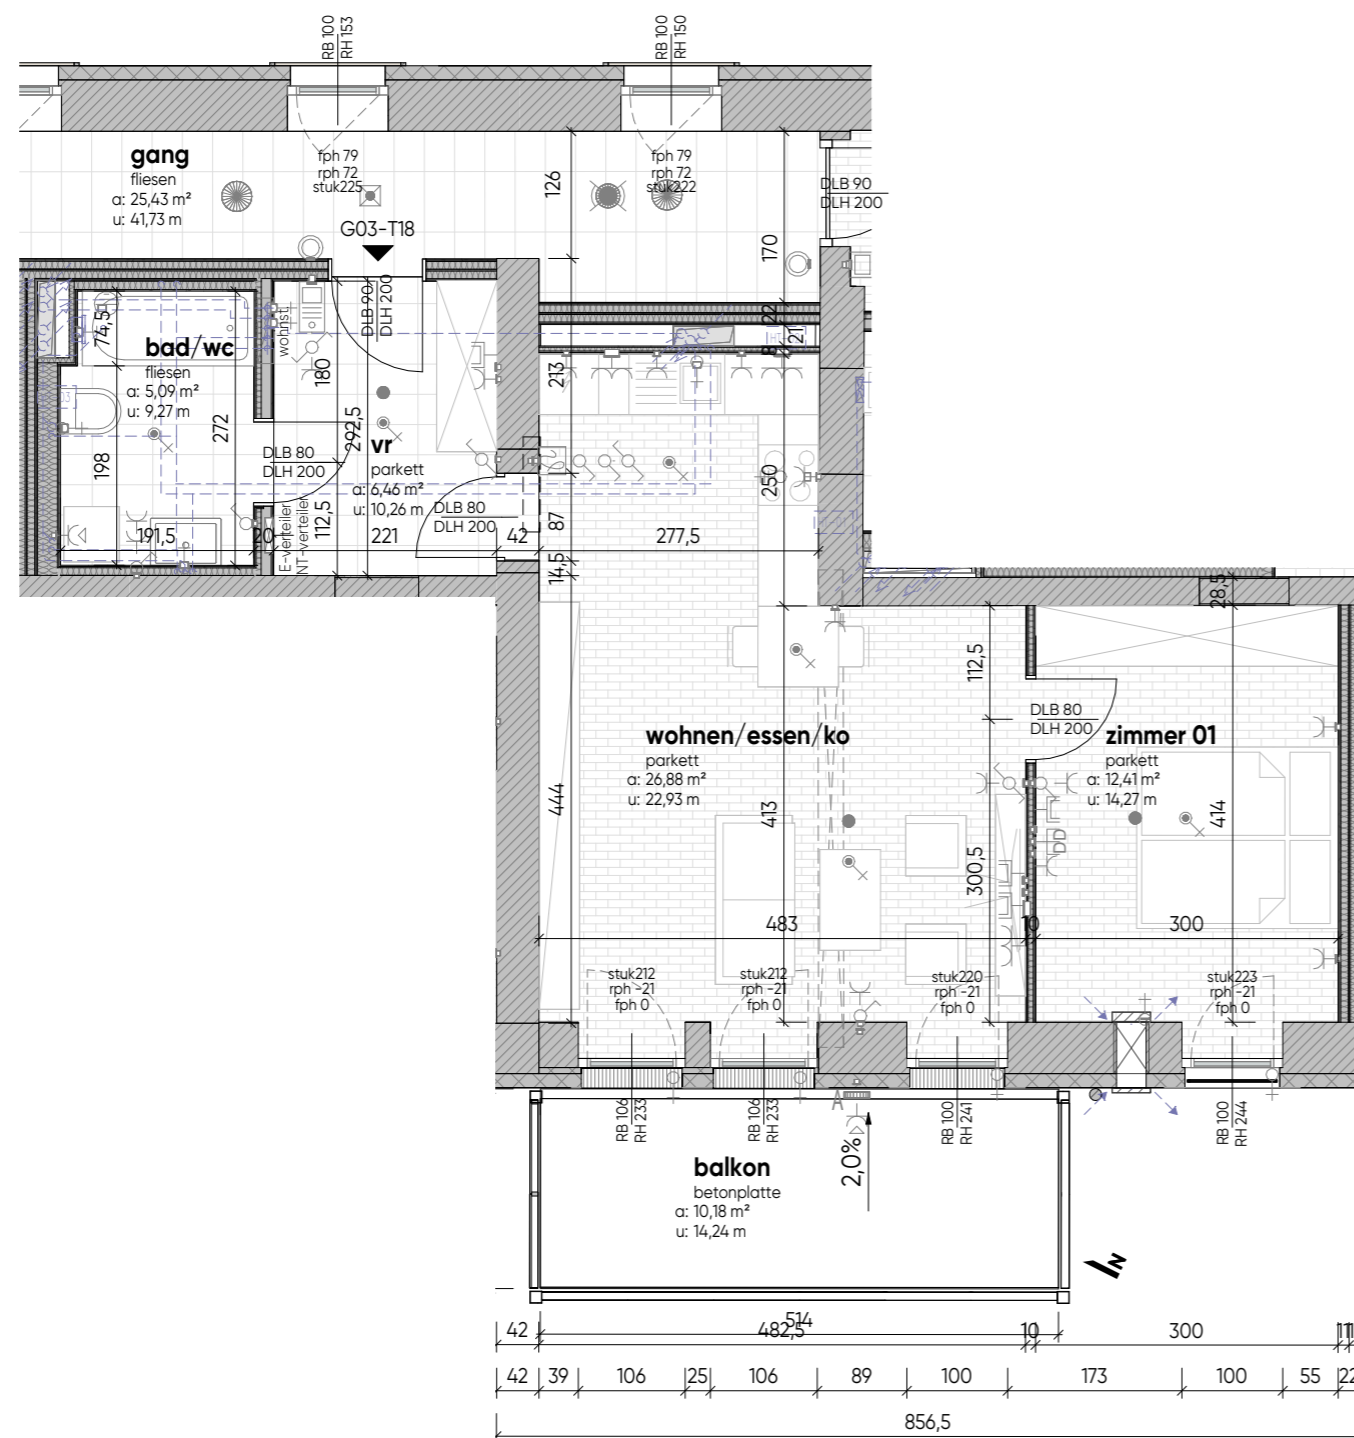 RB 100
RH 153
RB 100
RH 150
gang
fliesen
a: 25,43 m²
u: 41,73 m
fph 79
rph 72
stuk225
fph 79
rph 72
stuk222
126
170
DLB 90
DLH 200
G03-T18
DLB 90
DLH 200
22
21
8
74,5
bad/wc
fliesen
a: 5,09 m²
u: 9,27 m
wohnst.
180
213
272
292,5
vr
parkett
a: 6,46 m²
u: 10,26 m
DLB 80
DLH 200
198
250
DLB 80
DLH 200
112,5
87
E-verteiler
NT-verteiler
191,5
20
221
42
277,5
14,5
28,5
112,5
DLB 80
DLH 200
wohnen/essen/ko
parkett
a: 26,88 m²
u: 22,93 m
zimmer 01
parkett
a: 12,41 m²
u: 14,27 m
444
413
414
DD
300,5
483
10
300
stuk212
rph -21
fph 0
stuk212
rph -21
fph 0
stuk220
rph -21
fph 0
stuk223
rph -21
fph 0
RB 106
RH 233
RB 106
RH 233
A
RB 100
RH 241
RB 100
RH 244
2,0%
balkon
betonplatte
a: 10,18 m²
u: 14,24 m
N
514
42
482,5
10
300
11
42
39
106
25
106
89
100
173
100
55
22
856,5